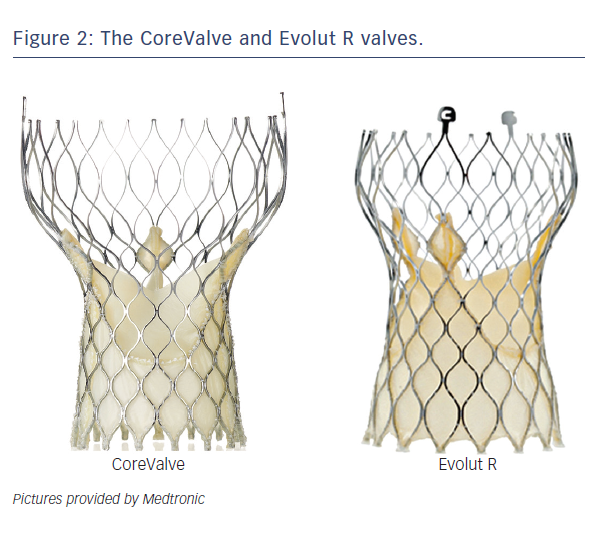 Figure 2: The CoreValve and Evolut R valves.
CoreValve
Evolut R
Pictures provided by Medtronic